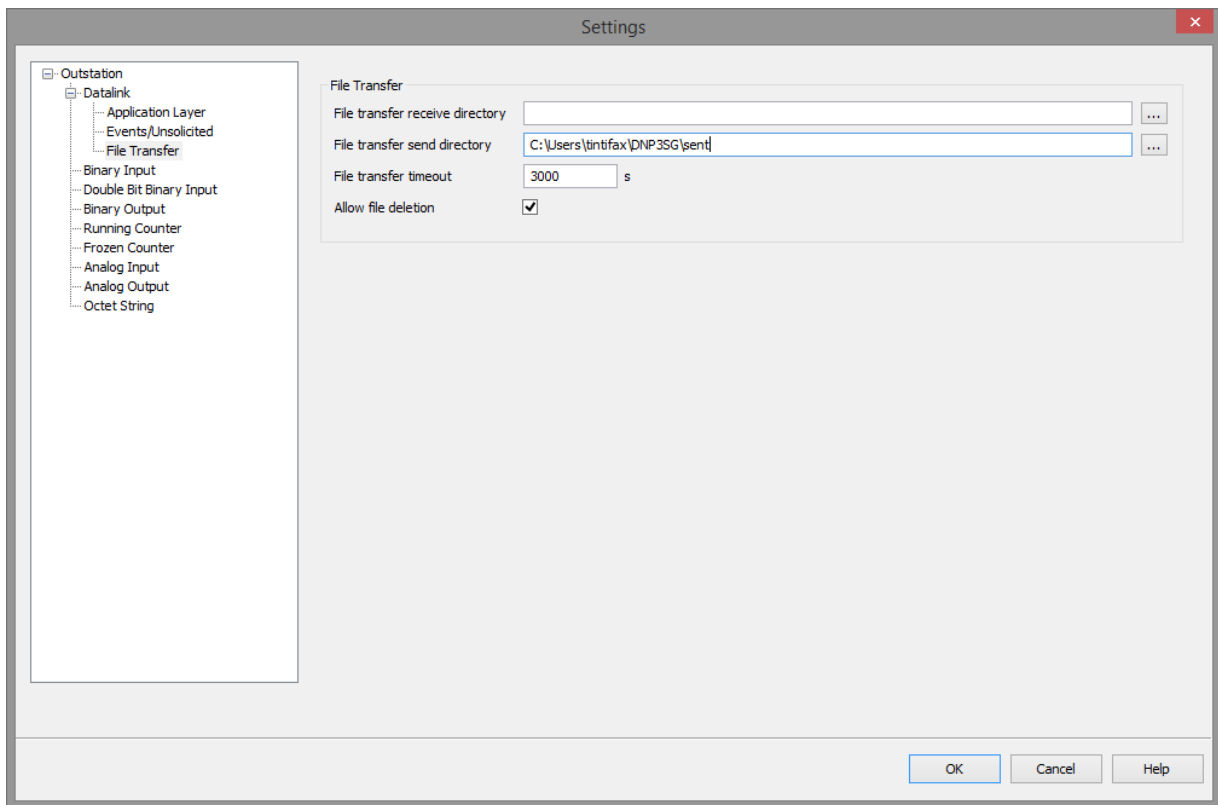 Settings
Outstation
Datalink
Application Layer
Events/Unsolicited
File Transfer
Binary Input
Double Bit Binary Input
Binary Output
Running Counter
Frozen Counter
Analog Input
Analog Output
Octet String
File Transfer
File transfer receive directory
...
File transfer send directory C:\Users\tintifax\DNP3SG\sent
...
File transfer timeout 3000 s
Allow file deletion
OK Cancel Help